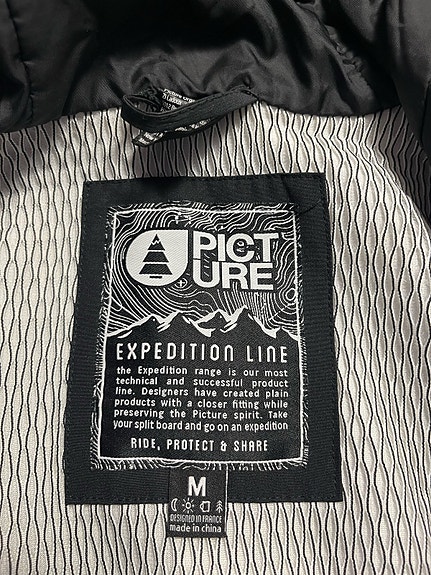 PICT
URE
EXPEDITION LINE
the Expedition range is our most
technical and successful product
line. Designers have created plain
products with a closer fitting while
preserving the Picture spirit. Take
your split board and go on an expedition
RIDE, PROTECT & SHARE
M
DESIGNED IN FRANCE
made in china